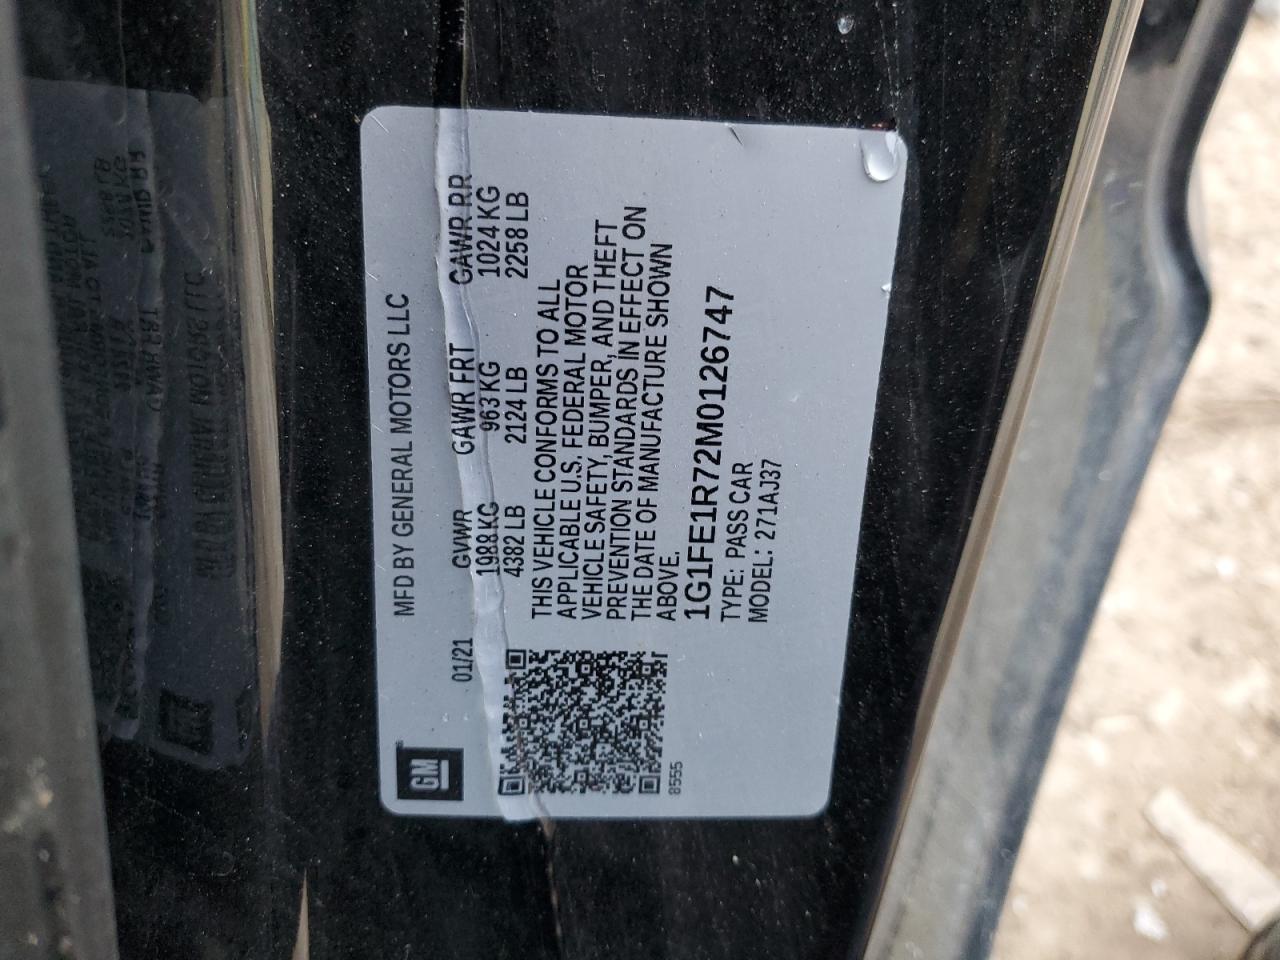 GM
MFD BY GENERAL MOTORS LLC
01/21 GVWR GAWR FRT GAWR RR
1988 KG 963 KG 1024 KG
4382 LB 2124 LB 2258 LB
THIS VEHICLE CONFORMS TO ALL
APPLICABLE U.S. FEDERAL MOTOR
VEHICLE SAFETY, BUMPER, AND THEFT
PREVENTION STANDARDS IN EFFECT ON
THE DATE OF MANUFACTURE SHOWN
ABOVE.
1G1FE1R72M0126747
TYPE: PASS CAR
MODEL: 271AJ37
8555